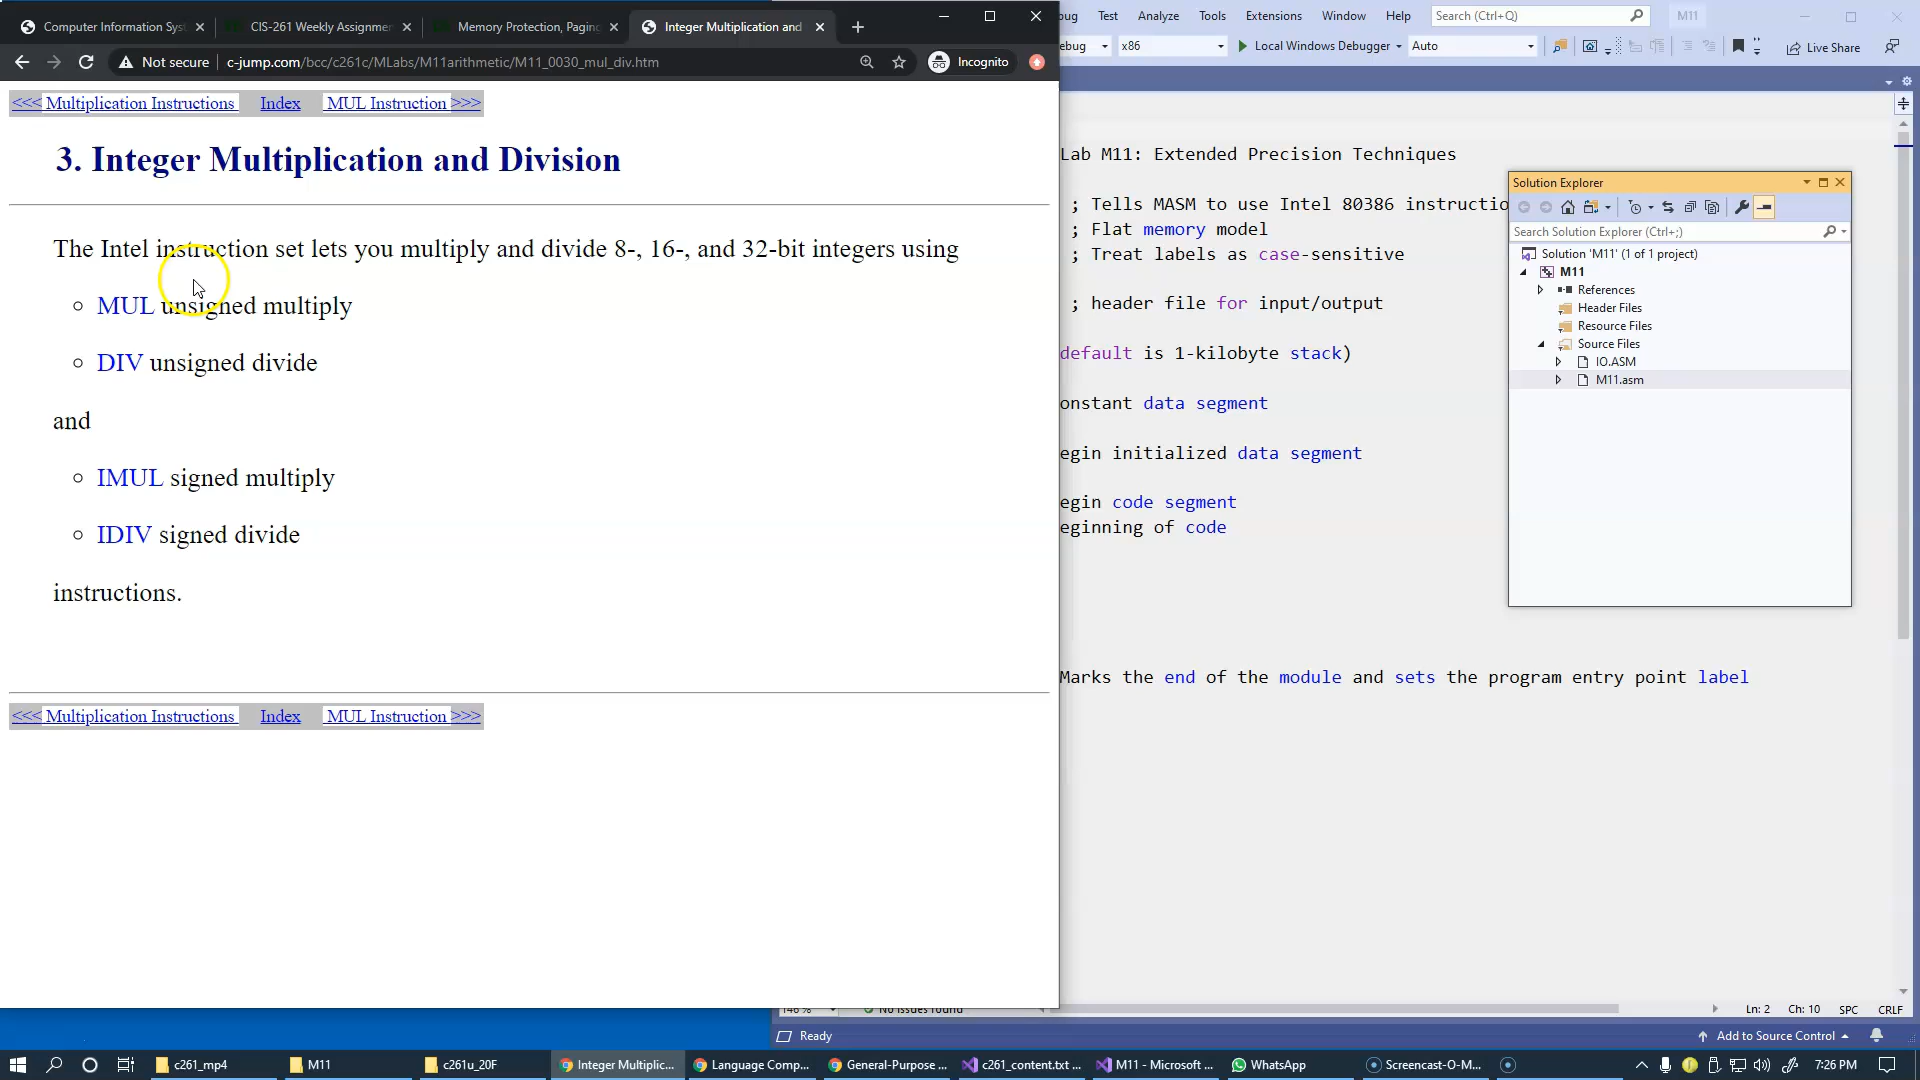 Computer Information Sys
CIS-261 Weekly Assignmen
Memory Protection, Paging
Integer Multiplication and
Not secure
c-jump.com/bcc/c261c/MLabs/M11arithmetic/M11_0030_mul_div.htm
Incognito
<<< Multiplication Instructions Index MUL Instruction >>>
3. Integer Multiplication and Division
The Intel instruction set lets you multiply and divide 8-, 16-, and 32-bit integers using
MUL unsigned multiply
DIV unsigned divide
and
IMUL signed multiply
IDIV signed divide
instructions.
<<< Multiplication Instructions Index MUL Instruction >>>
bug Test Analyze Tools Extensions Window Help Search (Ctrl+Q) M11
ebug x86 Local Windows Debugger Auto Live Share
Lab M11: Extended Precision Techniques
; Tells MASM to use Intel 80386 instructio
; Flat memory model
; Treat labels as case-sensitive
; header file for input/output
default is 1-kilobyte stack)
onstant data segment
egin initialized data segment
egin code segment
eginning of code
Marks the end of the module and sets the program entry point label
Solution Explorer
Search Solution Explorer (Ctrl+;)
Solution 'M11' (1 of 1 project)
M11
References
Header Files
Resource Files
Source Files
IO.ASM
M11.asm
146 % No issues found Ln: 2 Ch: 10 SPC CRLF
Ready Add to Source Control
c261_mp4 M11 c261u_20F Integer Multiplic... Language Comp... General-Purpose ... c261_content.txt ... M11 - Microsoft ... WhatsApp Screencast-O-M... 7:26 PM